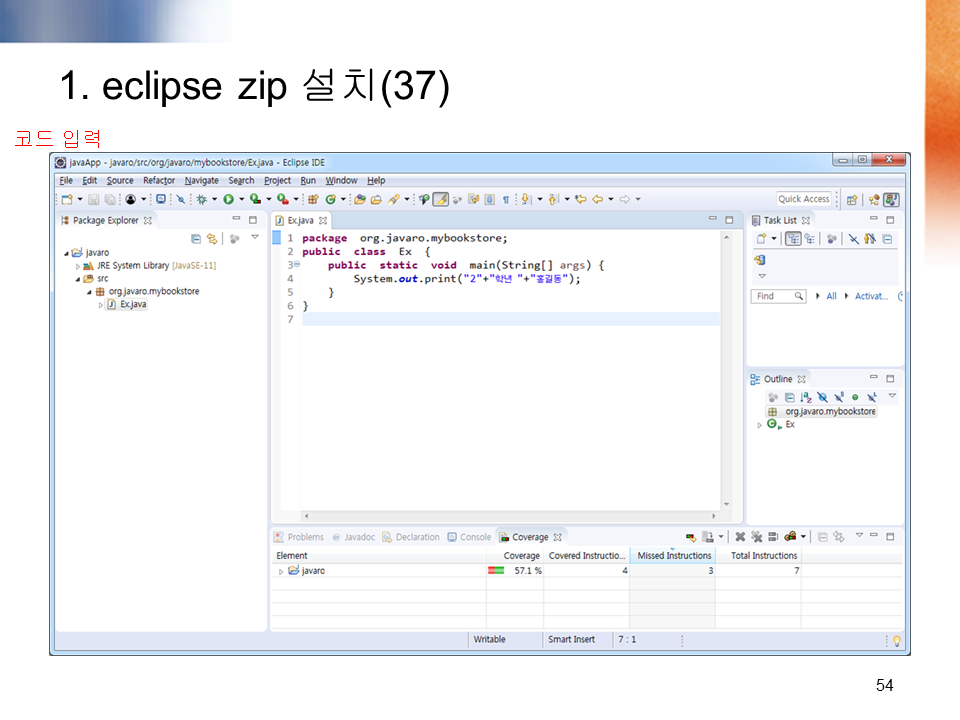 1. eclipse zip 설치(37)
코드 입력
javaApp - javaro/src/org/javaro/mybookstore/Ex.java - Eclipse IDE
File Edit Source Refactor Navigate Search Project Run Window Help
Quick Access
Package Explorer
javaro
JRE System Library [JavaSE-11]
src
org.javaro.mybookstore
Ex.java
Ex.java
1 package org.javaro.mybookstore;
2 public class Ex {
3 public static void main(String[] args) {
4 System.out.print("2"+"학년 "+"홍길동");
5 }
6 }
7
Task List
Find All Activat...
Outline
org.javaro.mybookstore
Ex
Problems Javadoc Declaration Console Coverage
Element Coverage Covered Instructio... Missed Instructions Total Instructions
javaro 57.1 % 4 3 7
Writable Smart Insert 7 : 1
54